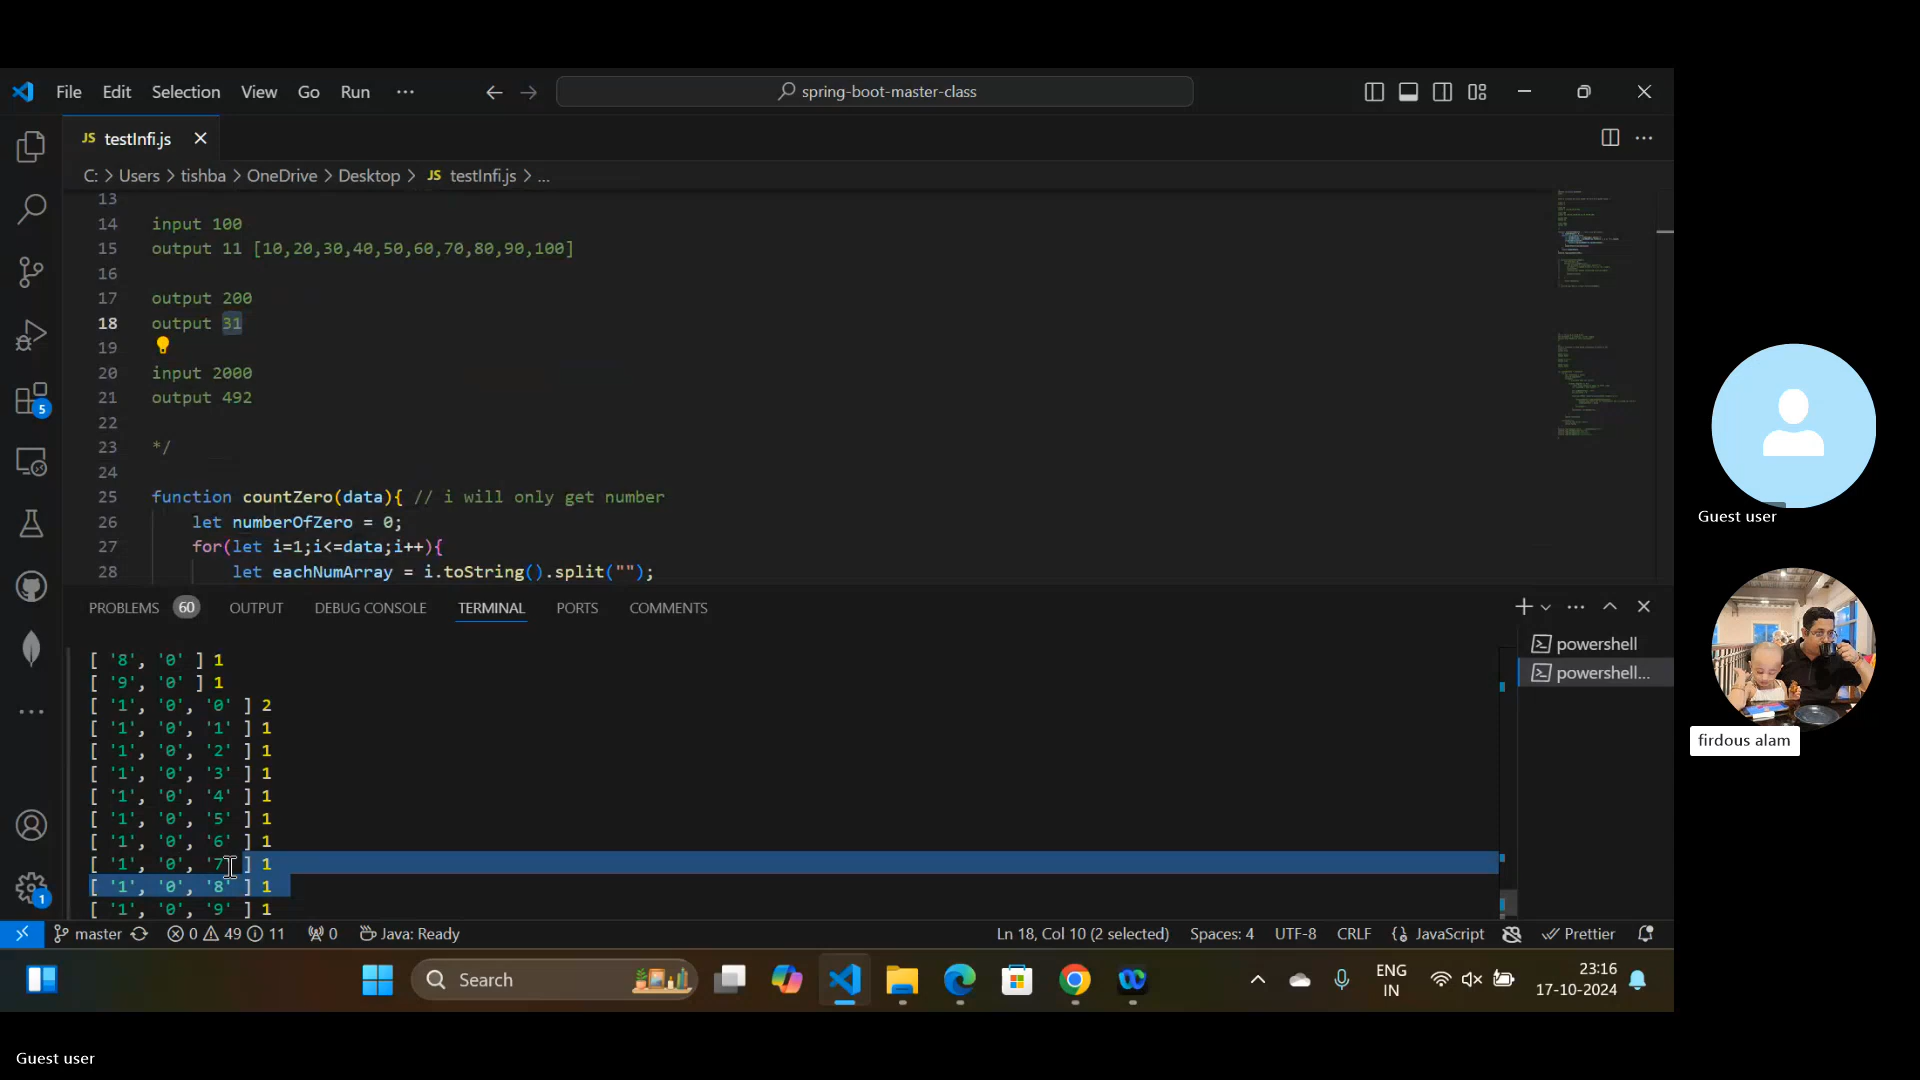 File Edit Selection View Go Run ...
spring-boot-master-class
JS testInfi.js
C: > Users > tishba > OneDrive > Desktop > JS testInfi.js > ...
13
14 input 100
15 output 11 [10,20,30,40,50,60,70,80,90,100]
16
17 output 200
18 output 31
19
20 input 2000
21 output 492
22
23 */
24
25 function countZero(data){ // i will only get number
26 let numberOfZero = 0;
27 for(let i=1;i<=data;i++){
28 let eachNumArray = i.toString().split("");
PROBLEMS 60 OUTPUT DEBUG CONSOLE TERMINAL PORTS COMMENTS
[ '8', '0' ] 1
[ '9', '0' ] 1
[ '1', '0', '0' ] 2
[ '1', '0', '1' ] 1
[ '1', '0', '2' ] 1
[ '1', '0', '3' ] 1
[ '1', '0', '4' ] 1
[ '1', '0', '5' ] 1
[ '1', '0', '6' ] 1
[ '1', '0', '7' ] 1
[ '1', '0', '8' ] 1
[ '1', '0', '9' ] 1
powershell
powershell...
5
1
master 0 49 11 0 Java: Ready
Ln 18, Col 10 (2 selected) Spaces: 4 UTF-8 CRLF {} JavaScript Prettier
Search
ENG
IN
23:16
17-10-2024
Guest user
firdous alam
Guest user